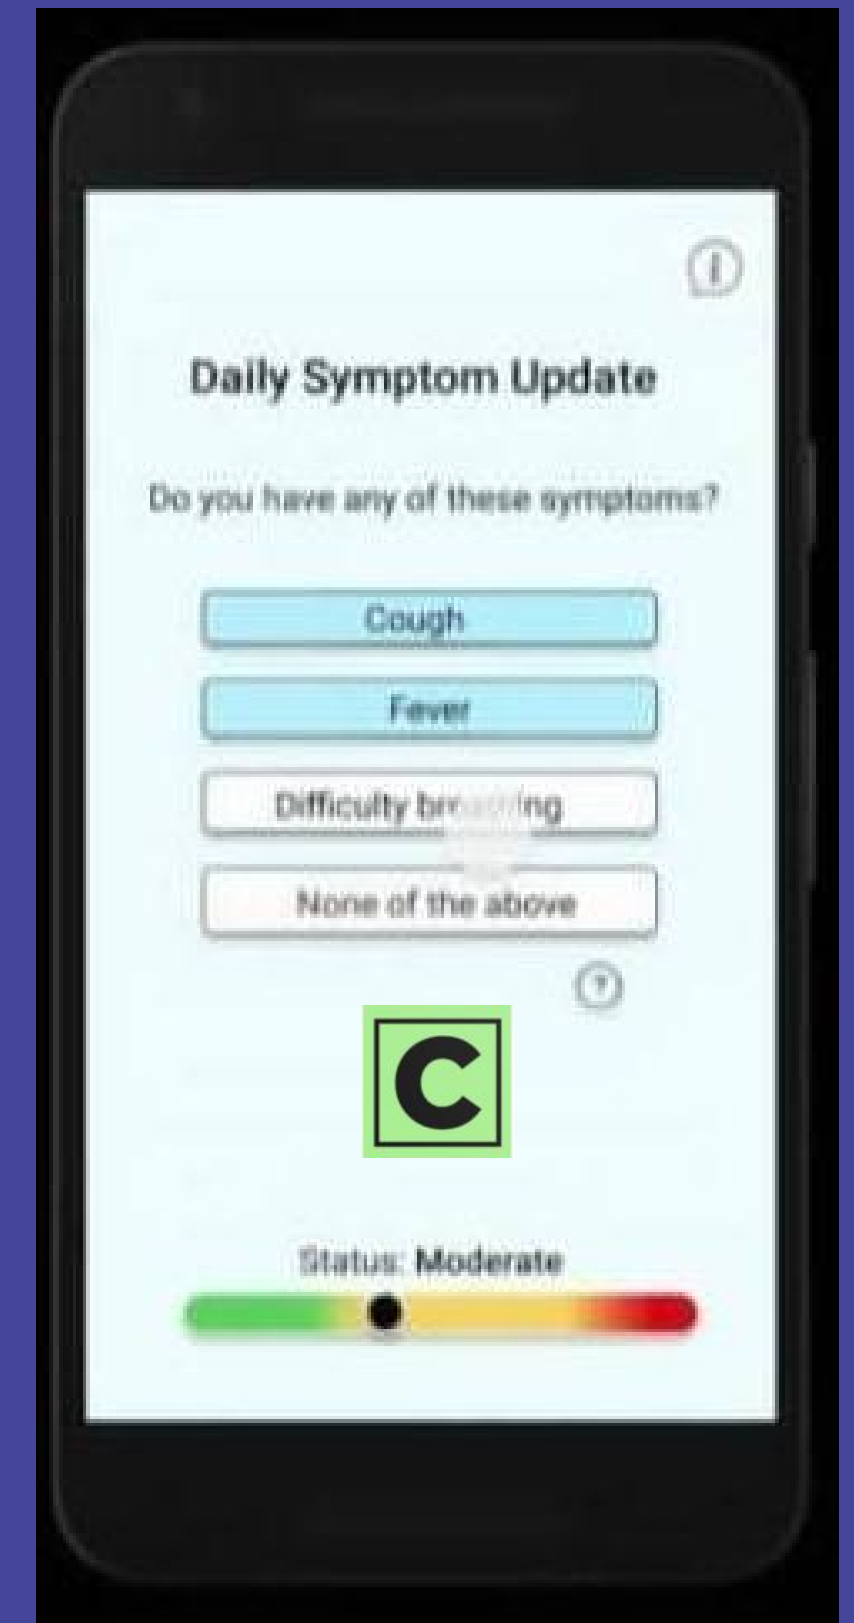 i
Daily Symptom Update
Do you have any of these symptoms?
Cough
Fever
Difficulty
None of the above
?
C
Status: Moderate